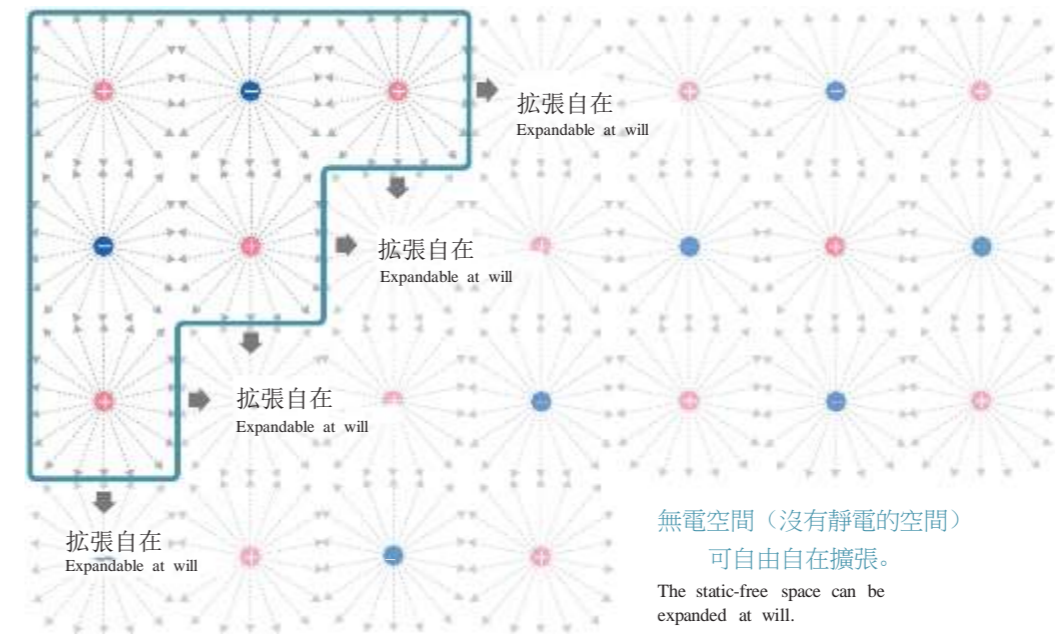 拡張自在
Expandable at will
拡張自在
Expandable at will
拡張自在
Expandable at will
拡張自在
Expandable at will
無電空間（沒有靜電的空間）
可自由自在擴張。
The static-free space can be
expanded at will.